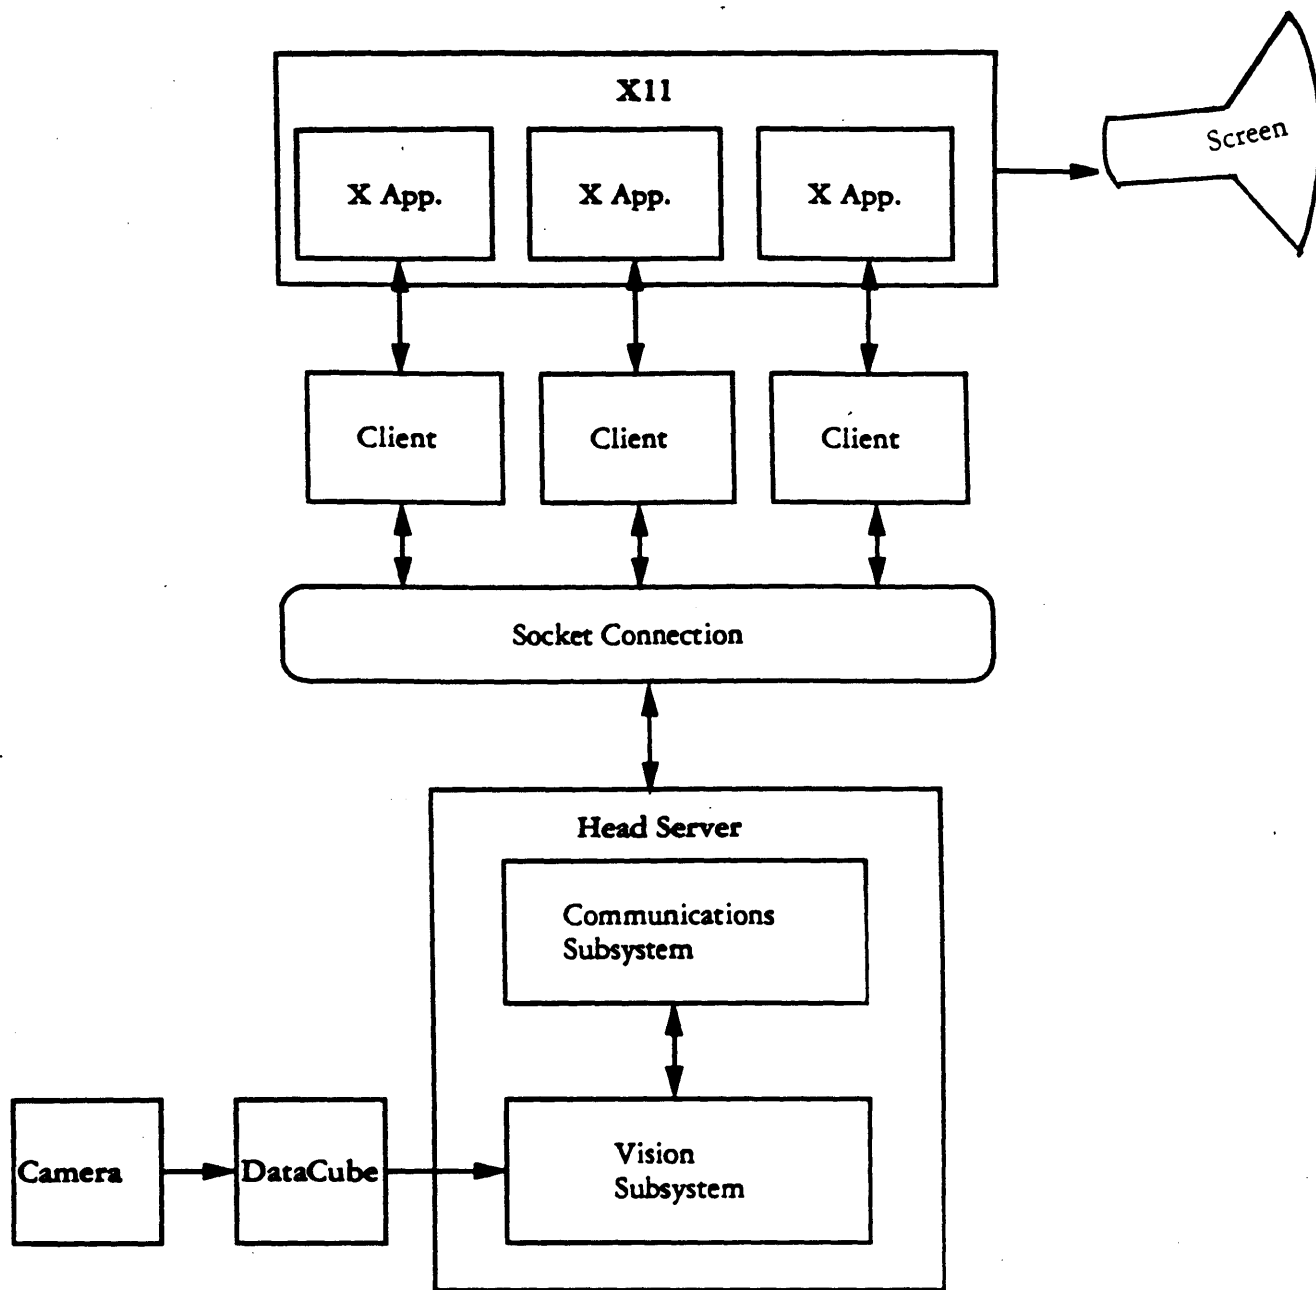 X11
X App.
X App.
X App.
Screen
Client
Client
Client
Socket Connection
Head Server
Communications
Subsystem
Vision
Subsystem
Camera
DataCube